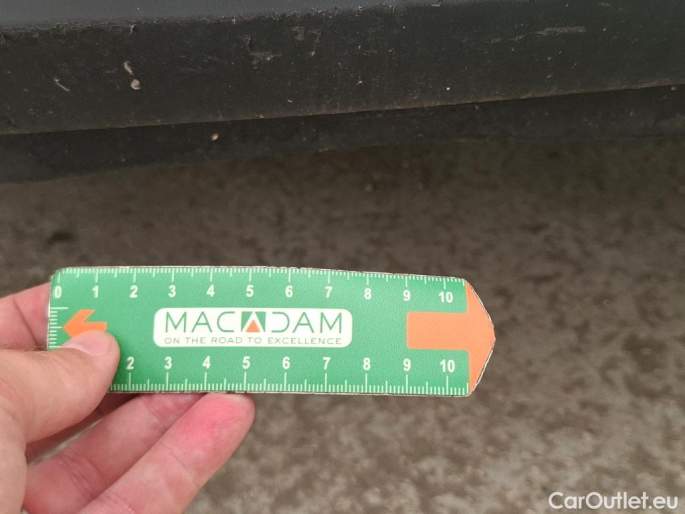 0 1 2 3 4 5 6 7 8 9 10
MACADAM
ON THE ROAD TO EXCELLENCE
2 3 4 5 6 7 8 9 10
CarOutlet.eu